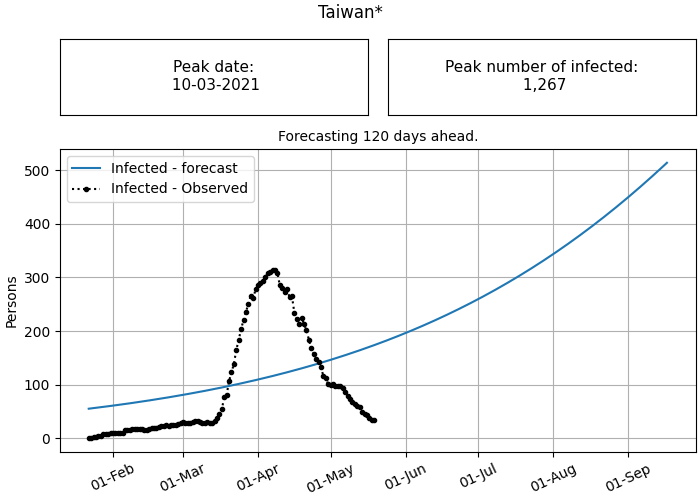 Taiwan*
Peak date:
10-03-2021
Peak number of infected:
1,267
Forecasting 120 days ahead.
Infected - forecast
Infected - Observed
Persons
500
400
300
200
100
0
01-Feb
01-Mar
01-Apr
01-May
01-Jun
01-Jul
01-Aug
01-Sep